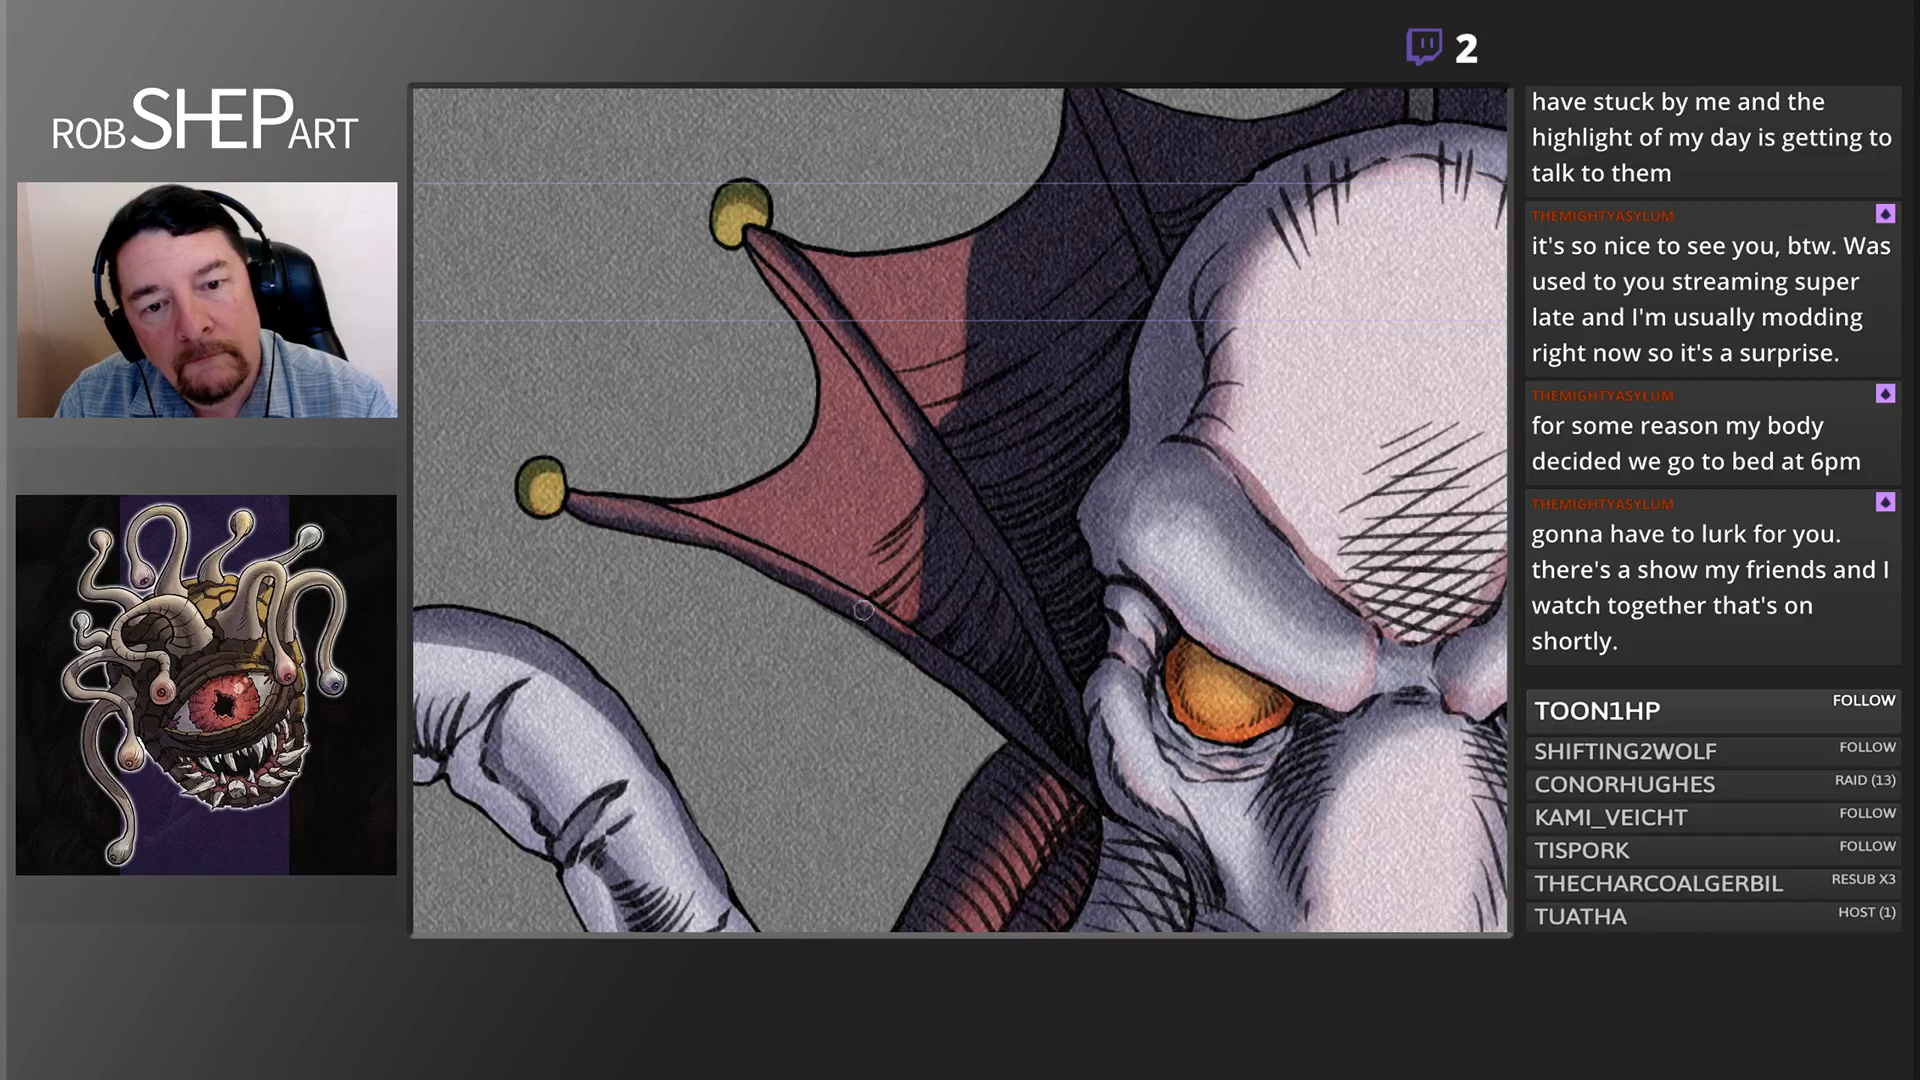 2
ROB SHEP ART
have stuck by me and the
highlight of my day is getting to
talk to them
THEMIGHTYASYLUM
it's so nice to see you, btw. Was
used to you streaming super
late and I'm usually modding
right now so it's a surprise.
THEMIGHTYASYLUM
for some reason my body
decided we go to bed at 6pm
THEMIGHTYASYLUM
gonna have to lurk for you.
there's a show my friends and I
watch together that's on
shortly.
TOON1HP FOLLOW
SHIFTING2WOLF FOLLOW
CONORHUGHES RAID (13)
KAMI_VEICHT FOLLOW
TISPORK FOLLOW
THECHARCOALGERBIL RESUB X3
TUATHA HOST (1)